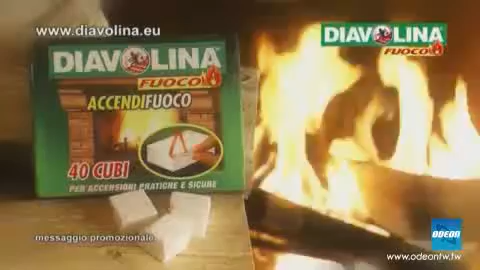 www.diavolina.eu
DIAVOLINA
FUOCO
ACCENDIFUOCO
40 CUBI
PER ACCENSIONI PRATICHE E SICURE
messaggio promozionale
DIAVOLINA
FUOCO
ODEON
www.odeontv.tv